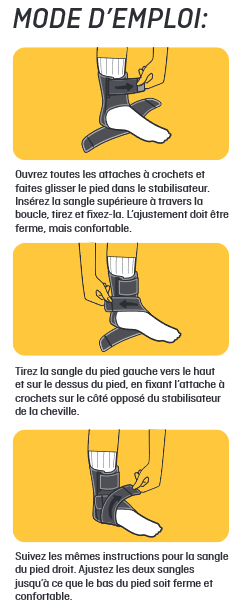 MODE D'EMPLOI:
Ouvrez toutes les attaches à crochets et
faites glisser le pied dans le stabilisateur.
Insérez la sangle supérieure à travers la
boucle, tirez et fixez-la. L'ajustement doit être
ferme, mais confortable.
Tirez la sangle du pied gauche vers le haut
et sur le dessus du pied, en fixant l'attache à
crochets sur le côté opposé du stabilisateur
de la cheville.
Suivez les mêmes instructions pour la sangle
du pied droit. Ajustez les deux sangles
jusqu'à ce que le bas du pied soit ferme et
confortable.